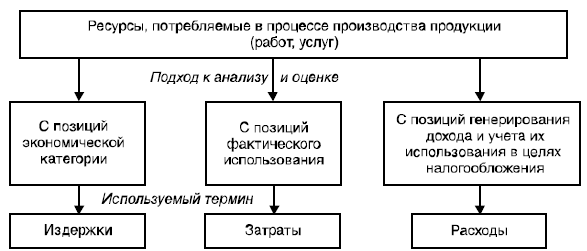 Ресурсы, потребляемые в процессе производства продукции
(работ, услуг)
Подход к анализу и оценке
С позиций
экономической
категории
С позиций
фактического
использования
С позиций генерирования
дохода и учета их
использования в целях
налогообложения
Используемый термин
Издержки
Затраты
Расходы